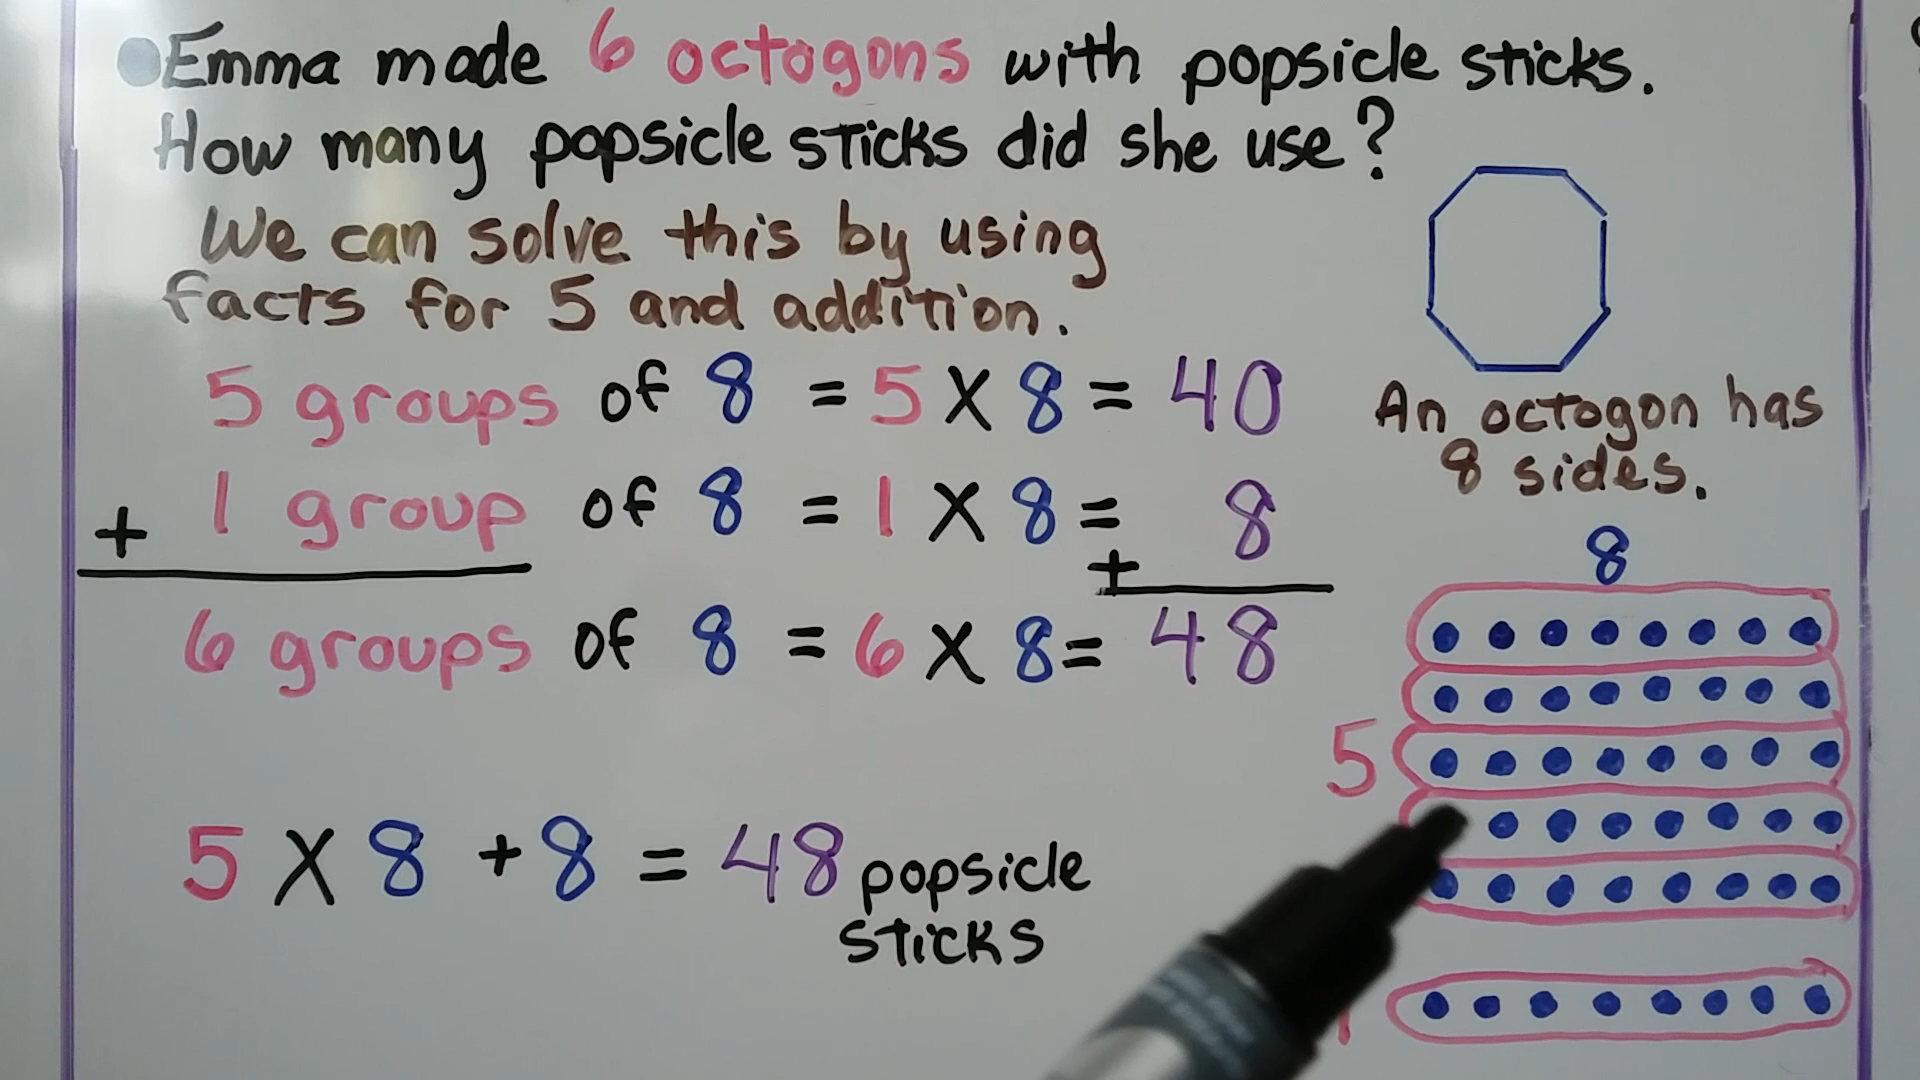 Emma made 6 octogons with popsicle sticks.
How many popsicle sticks did she use?
We can solve this by using
facts for 5 and addition.
5 groups of 8 = 5 X 8 = 40
+ 1 group of 8 = 1 X 8 = + 8
6 groups of 8 = 6 X 8 = 48
5 X 8 + 8 = 48 popsicle
sticks
An octogon has
8 sides.
8
5